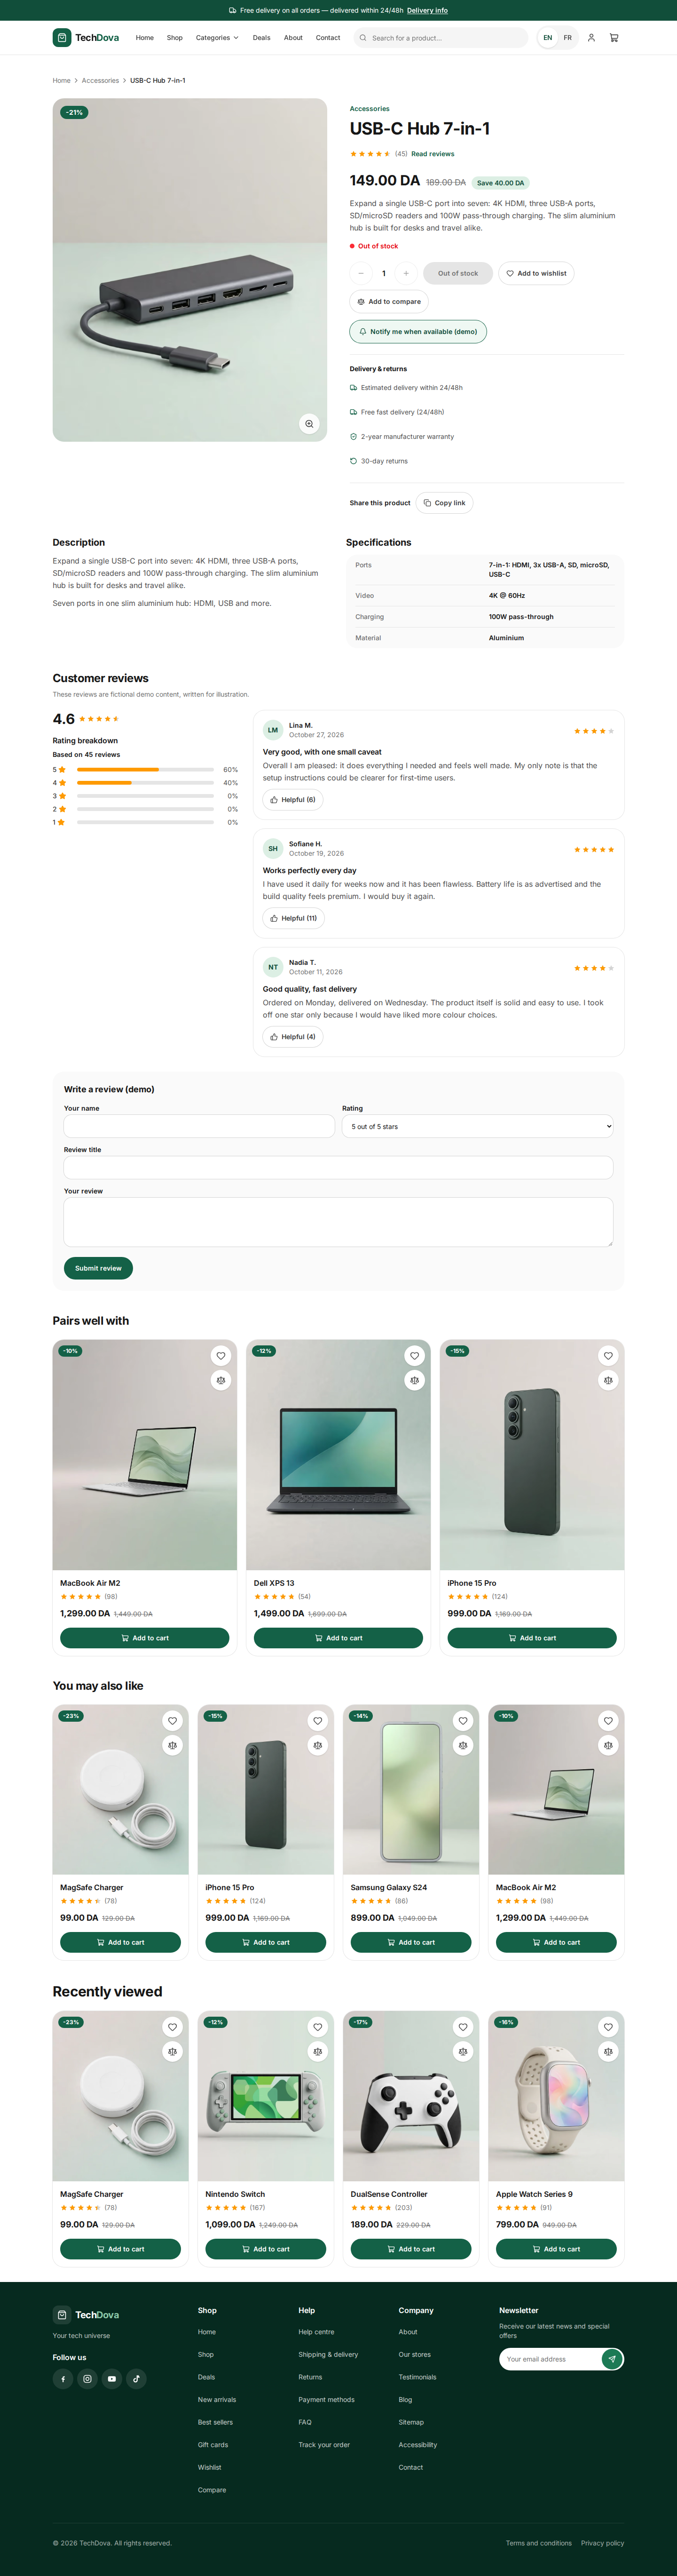 Free delivery on all orders — delivered within 24/48h Delivery info
TechDova
Home
Shop
Categories
Deals
About
Contact
Search for a product...
EN
FR
Home > Accessories > USB-C Hub 7-in-1
-21%
Accessories
USB-C Hub 7-in-1
(45) Read reviews
149.00 DA 189.00 DA Save 40.00 DA
Expand a single USB-C port into seven: 4K HDMI, three USB-A ports,
SD/microSD readers and 100W pass-through charging. The slim aluminium
hub is built for desks and travel alike.
Out of stock
− 1 +
Out of stock
Add to wishlist
Add to compare
Notify me when available (demo)
Delivery & returns
Estimated delivery within 24/48h
Free fast delivery (24/48h)
2-year manufacturer warranty
30-day returns
Share this product
Copy link
Description
Expand a single USB-C port into seven: 4K HDMI, three USB-A ports,
SD/microSD readers and 100W pass-through charging. The slim aluminium
hub is built for desks and travel alike.
Seven ports in one slim aluminium hub: HDMI, USB and more.
Specifications
Ports 7-in-1: HDMI, 3x USB-A, SD, microSD,
USB-C
Video 4K @ 60Hz
Charging 100W pass-through
Material Aluminium
Customer reviews
These reviews are fictional demo content, written for illustration.
4.6
Rating breakdown
Based on 45 reviews
5 60%
4 40%
3 0%
2 0%
1 0%
LM
Lina M.
October 27, 2026
Very good, with one small caveat
Overall I am pleased: it does everything I needed and feels well made. My only note is that the
setup instructions could be clearer for first-time users.
Helpful (6)
SH
Sofiane H.
October 19, 2026
Works perfectly every day
I have used it daily for weeks now and it has been flawless. Battery life is as advertised and the
build quality feels premium. I would buy it again.
Helpful (11)
NT
Nadia T.
October 11, 2026
Good quality, fast delivery
Ordered on Monday, delivered on Wednesday. The product itself is solid and easy to use. I took
off one star only because I would have liked more colour choices.
Helpful (4)
Write a review (demo)
Your name
Rating
5 out of 5 stars
Review title
Your review
Submit review
Pairs well with
-10%
MacBook Air M2
(98)
1,299.00 DA 1,449.00 DA
Add to cart
-12%
Dell XPS 13
(54)
1,499.00 DA 1,699.00 DA
Add to cart
-15%
iPhone 15 Pro
(124)
999.00 DA 1,169.00 DA
Add to cart
You may also like
-23%
MagSafe Charger
(78)
99.00 DA 129.00 DA
Add to cart
-15%
iPhone 15 Pro
(124)
999.00 DA 1,169.00 DA
Add to cart
-14%
Samsung Galaxy S24
(86)
899.00 DA 1,049.00 DA
Add to cart
-10%
MacBook Air M2
(98)
1,299.00 DA 1,449.00 DA
Add to cart
Recently viewed
-23%
MagSafe Charger
(78)
99.00 DA 129.00 DA
Add to cart
-12%
Nintendo Switch
(167)
1,099.00 DA 1,249.00 DA
Add to cart
-17%
DualSense Controller
(203)
189.00 DA 229.00 DA
Add to cart
-16%
Apple Watch Series 9
(91)
799.00 DA 949.00 DA
Add to cart
TechDova
Your tech universe
Follow us
Shop
Home
Shop
Deals
New arrivals
Best sellers
Gift cards
Wishlist
Compare
Help
Help centre
Shipping & delivery
Returns
Payment methods
FAQ
Track your order
Company
About
Our stores
Testimonials
Blog
Sitemap
Accessibility
Contact
Newsletter
Receive our latest news and special
offers
Your email address
© 2026 TechDova. All rights reserved.
Terms and conditions
Privacy policy